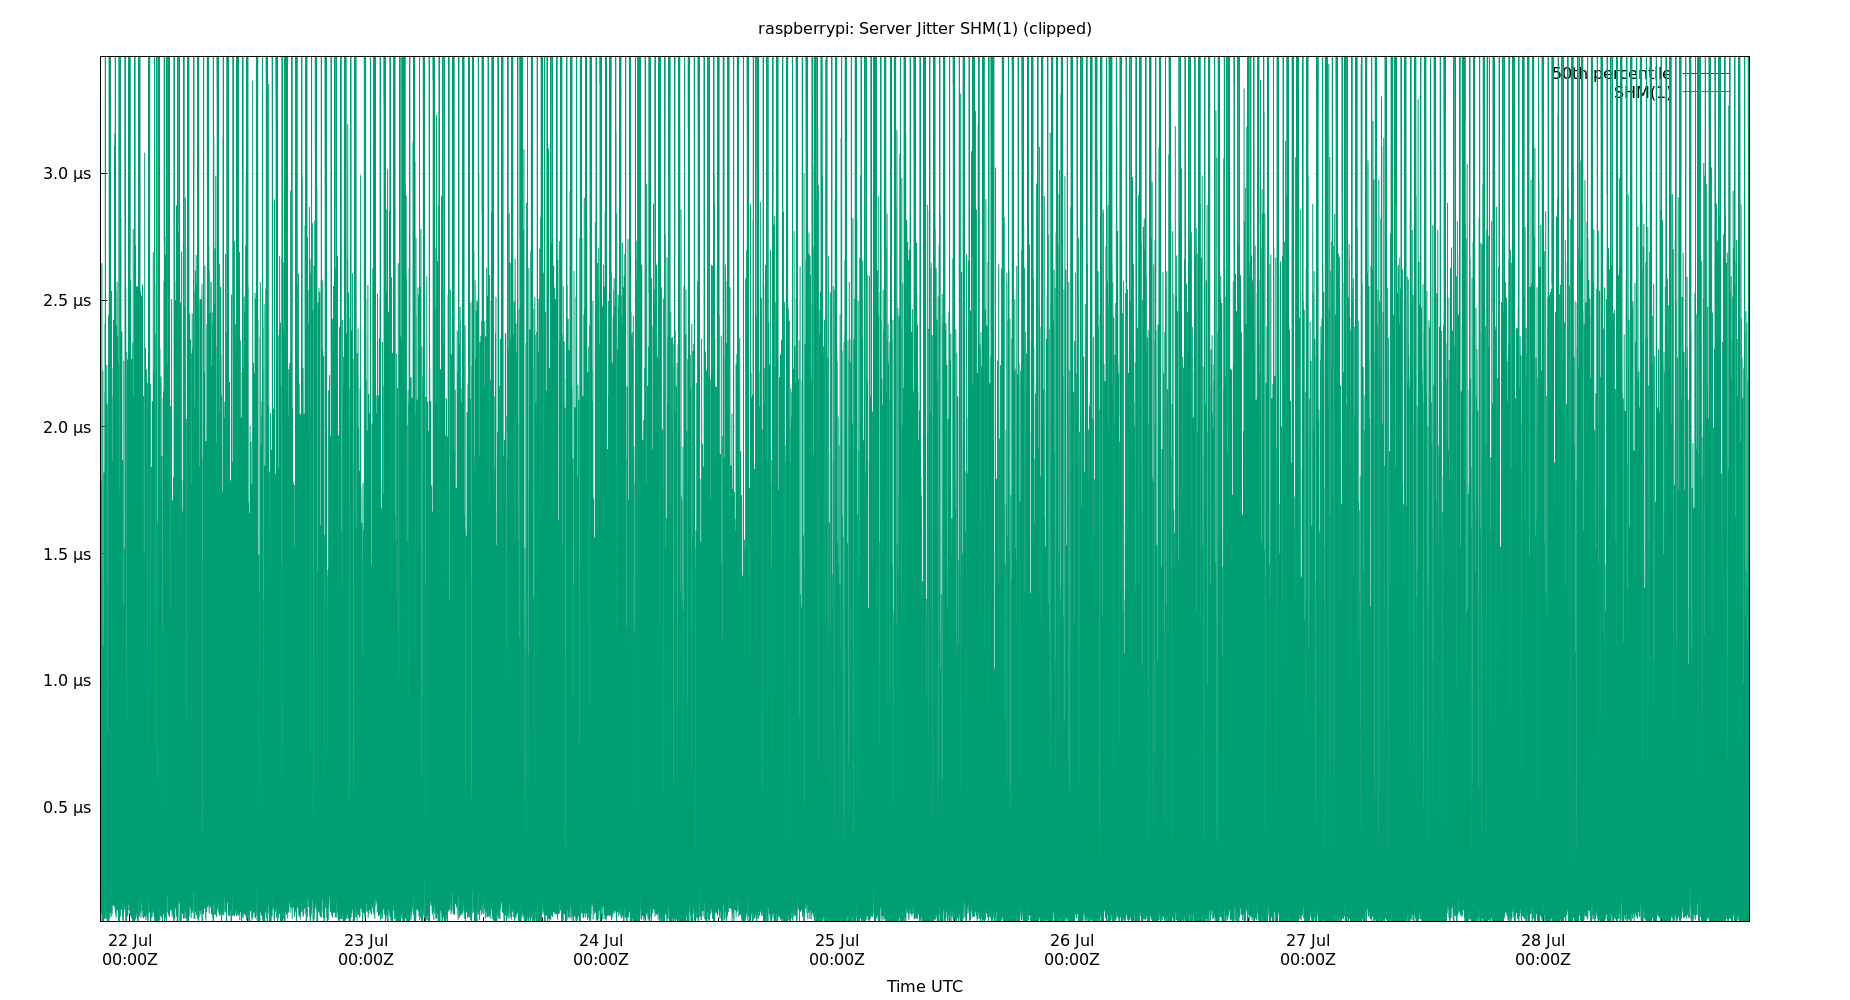 raspberrypi: Server Jitter SHM(1) (clipped)
50th percentile
SHM(1)
3.0 µs
2.5 µs
2.0 µs
1.5 µs
1.0 µs
0.5 µs
22 Jul 23 Jul 24 Jul 25 Jul 26 Jul 27 Jul 28 Jul
00:00Z 00:00Z 00:00Z 00:00Z 00:00Z 00:00Z 00:00Z
Time UTC